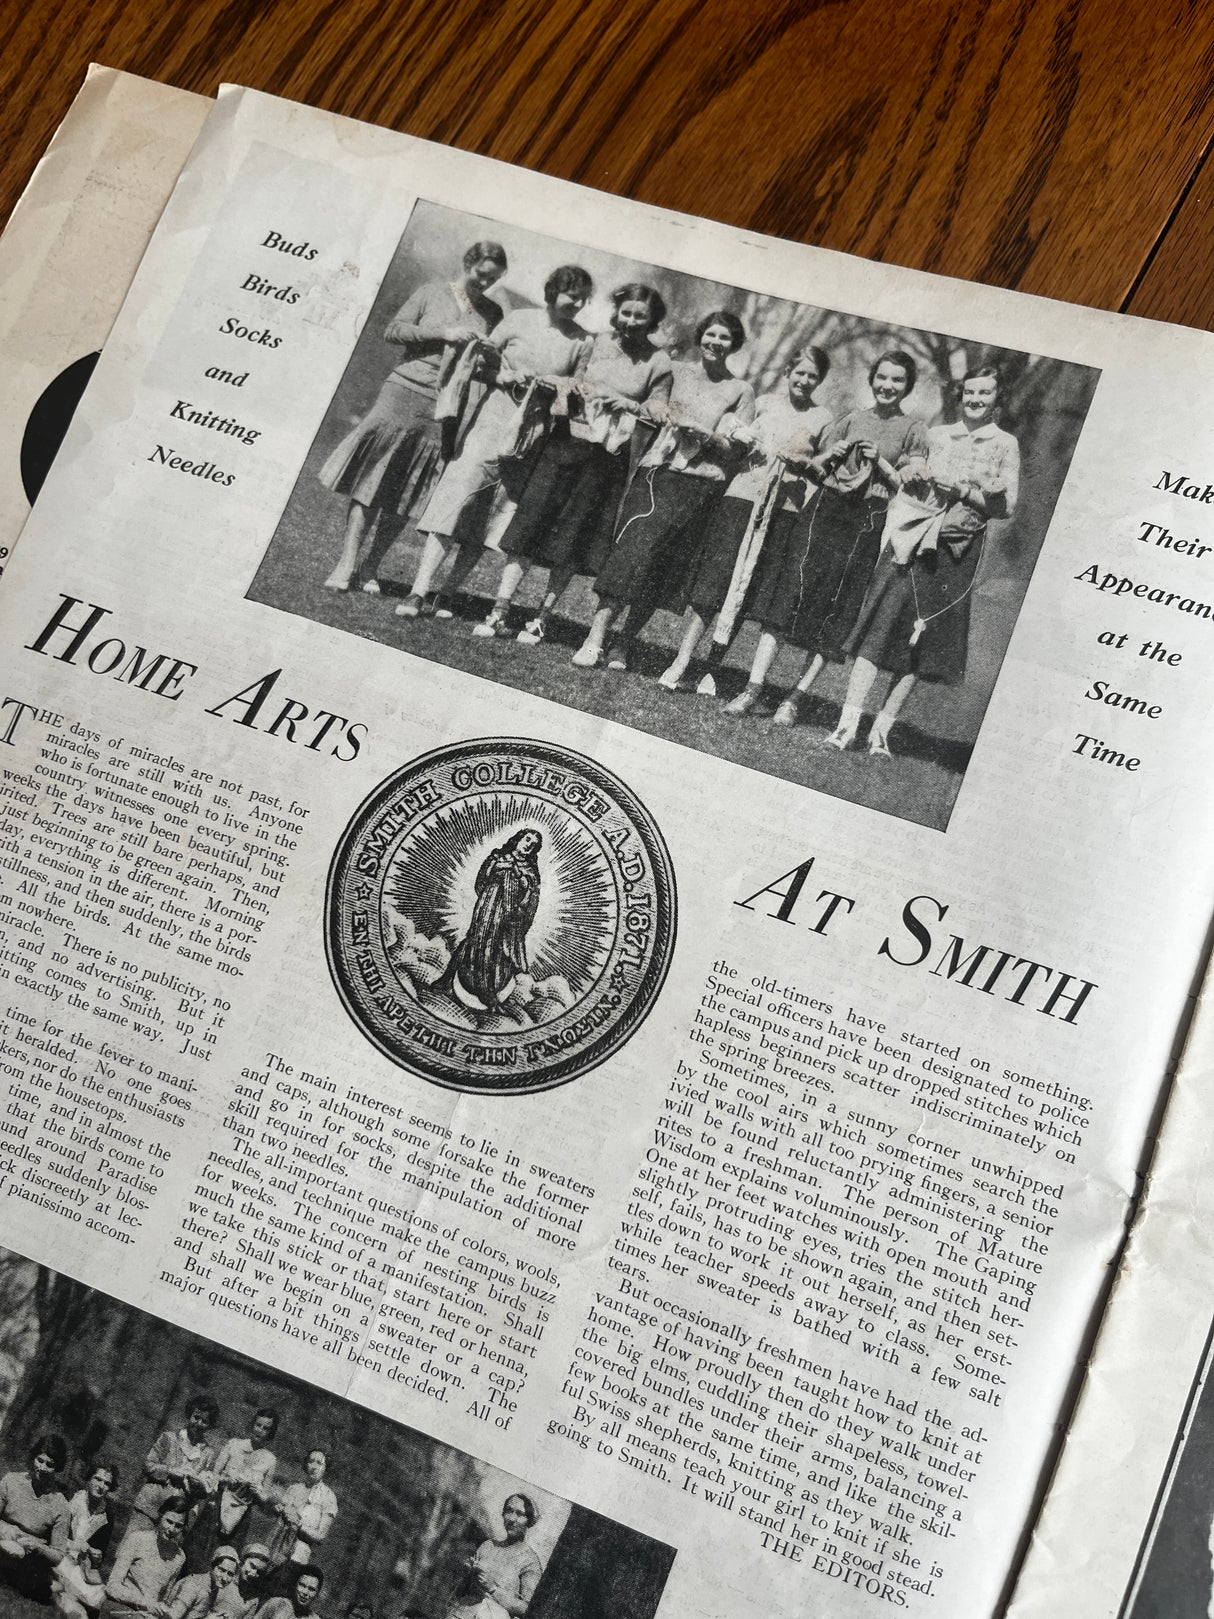 Buds
Birds
Socks
and
Knitting
Needles
Their
at the
Same
Time
HOME ARTS
AT SMITH
SMITH COLLEGE A.D. 1871
THE days of miracles are not past, for
miracles are still with us. Anyone
who is fortunate enough to live in the
country witnesses one every spring.
weeks the days have been beautiful, but
Trees are still bare perhaps, and
just beginning to be green again. Then,
everything is different. Morning
with a tension in the air, there is a por-
stillness, and then suddenly, the birds
All the birds. At the same mo-
nowhere.
There is no publicity, no
and no advertising. But it
comes to Smith, up in
in exactly the same way. Just
time for the fever to mani-
it heralded. No one goes
nor do the enthusiasts
from the housetops.
time, and in almost the
that the birds come to
around Paradise
suddenly blos-
discreetly at lec-
pianissimo accom-
The main interest seems to lie in sweaters
and caps, although some forsake the former
and go in for socks, despite the additional
skill required for the manipulation of more
than two needles.
The all-important questions of colors, wools,
needles, and technique make the campus buzz
for weeks. The concern of nesting birds is
much the same kind of a manifestation. Shall
we take this stick or that, start here or start
there? Shall we wear blue, green, red or henna,
and shall we begin on a sweater or a cap?
But after a bit things settle down. The
major questions have all been decided. All of
the old-timers have started on something.
Special officers have been designated to police
the campus and pick up dropped stitches which
hapless beginners scatter indiscriminately on
the spring breezes.
Sometimes, in a sunny corner unwhipped
by the cool airs which sometimes search the
ivied walls with all too prying fingers, a senior
will be found reluctantly administering the
rites to a freshman. The person of Mature
Wisdom explains voluminously. The Gaping
One at her feet watches with open mouth and
slightly protruding eyes, tries the stitch her-
self, fails, has to be shown again, and then set-
tles down to work it out herself, as her erst-
while teacher speeds away to class. Some-
times her sweater is bathed with a few salt
tears.
But occasionally freshmen have had the ad-
vantage of having been taught how to knit at
home. How proudly then do they walk under
the big elms, cuddling their shapeless, towel-
covered bundles under their arms, balancing a
few books at the same time, and like the skil-
ful Swiss shepherds, knitting as they walk.
By all means teach your girl to knit if she is
going to Smith. It will stand her in good stead.
THE EDITORS.